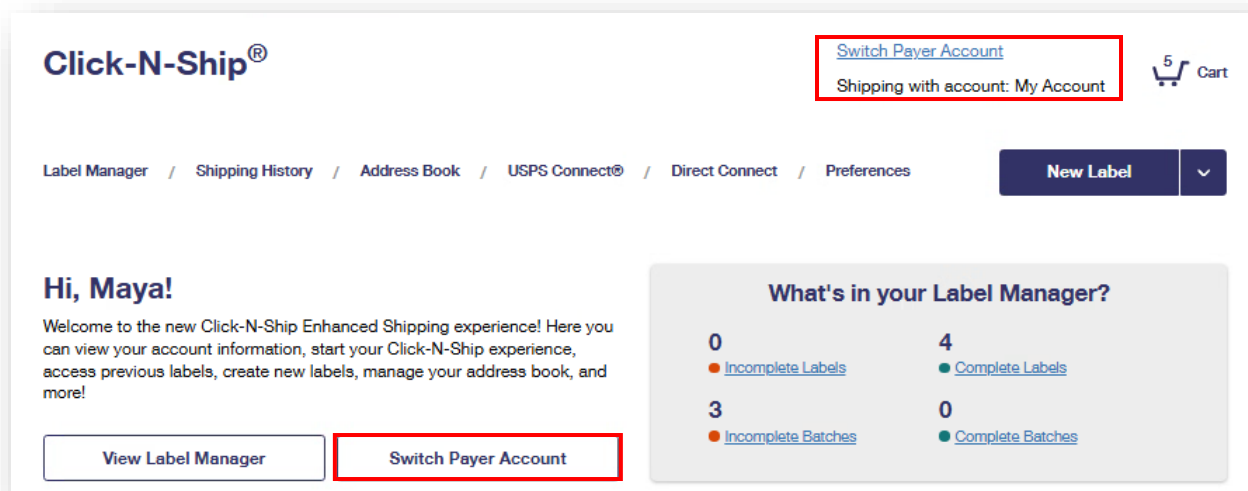 Click-N-Ship®
Switch Payer Account
Shipping with account: My Account
5
Cart
Label Manager / Shipping History / Address Book / USPS Connect® / Direct Connect / Preferences
New Label
Hi, Maya!
Welcome to the new Click-N-Ship Enhanced Shipping experience! Here you
can view your account information, start your Click-N-Ship experience,
access previous labels, create new labels, manage your address book, and
more!
View Label Manager
Switch Payer Account
What's in your Label Manager?
0
Incomplete Labels
4
Complete Labels
3
Incomplete Batches
0
Complete Batches